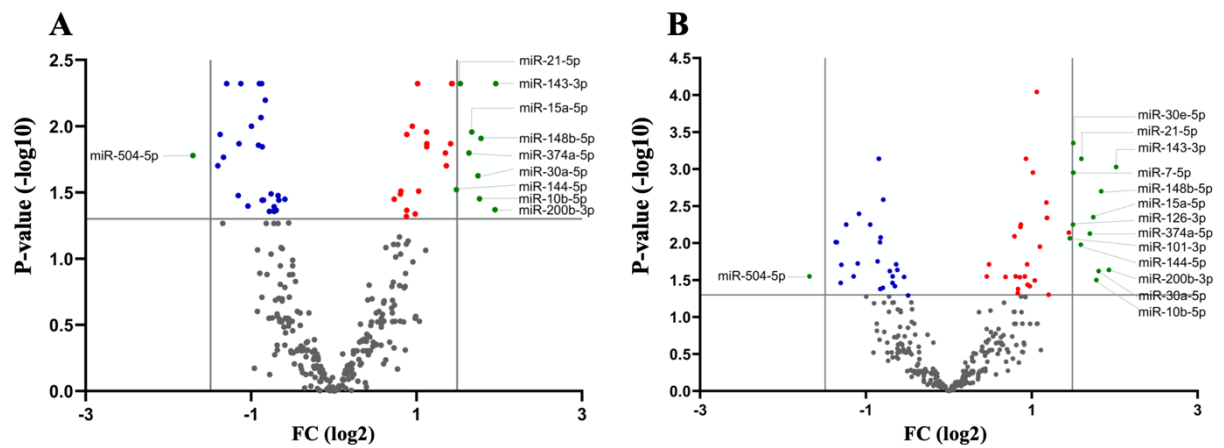 A
P-value (-log10)
2.5
2.0
1.5
1.0
0.5
0.0
-3
-1
1
3
FC (log2)
miR-504-5p
miR-21-5p
miR-143-3p
miR-15a-5p
miR-148b-5p
miR-374a-5p
miR-30a-5p
miR-144-5p
miR-10b-5p
miR-200b-3p
B
P-value (-log10)
4.5
4.0
3.5
3.0
2.5
2.0
1.5
1.0
0.5
0.0
-3
-1
1
3
FC (log2)
miR-504-5p
miR-30e-5p
miR-21-5p
miR-143-3p
miR-7-5p
miR-148b-5p
miR-15a-5p
miR-126-3p
miR-374a-5p
miR-101-3p
miR-144-5p
miR-200b-3p
miR-30a-5p
miR-10b-5p